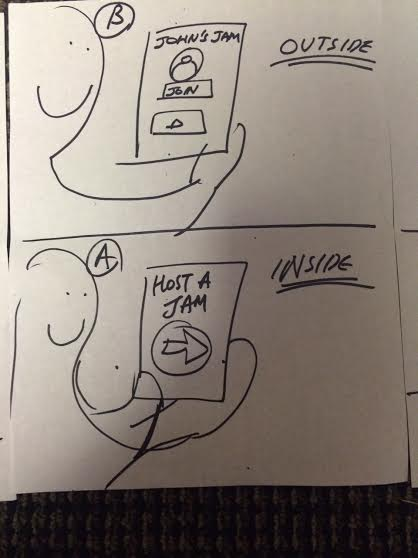 B
JOHN'S JAM
JOIN
OUTSIDE
A
HOST A
JAM
INSIDE